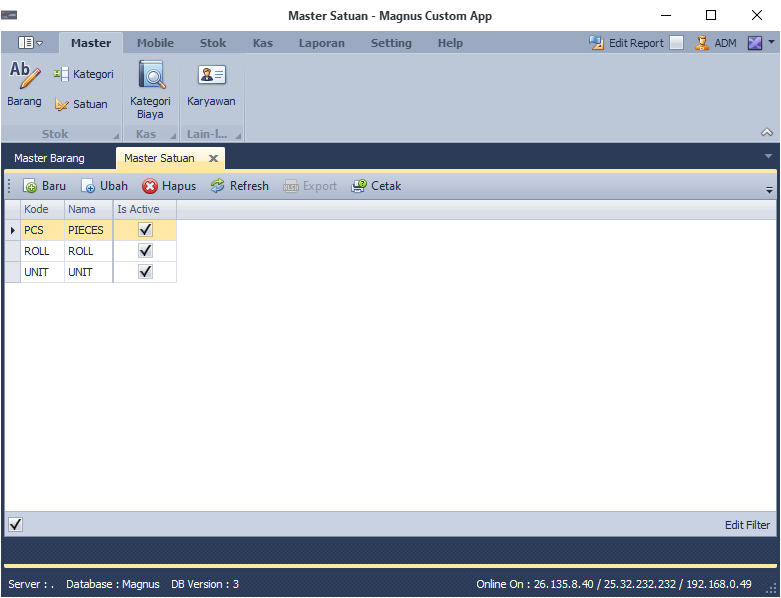 Master Satuan - Magnus Custom App
Master Mobile Stok Kas Laporan Setting Help Edit Report ADM
Ab
Barang
Kategori
Satuan
Kategori
Biaya
Karyawan
Stok Kas Lain-l...
Master Barang Master Satuan
Baru Ubah Hapus Refresh Export Cetak
Kode Nama Is Active
PCS PIECES
ROLL ROLL
UNIT UNIT
Edit Filter
Server : . Database : Magnus DB Version : 3 Online On : 26.135.8.40 / 25.32.232.232 / 192.168.0.49